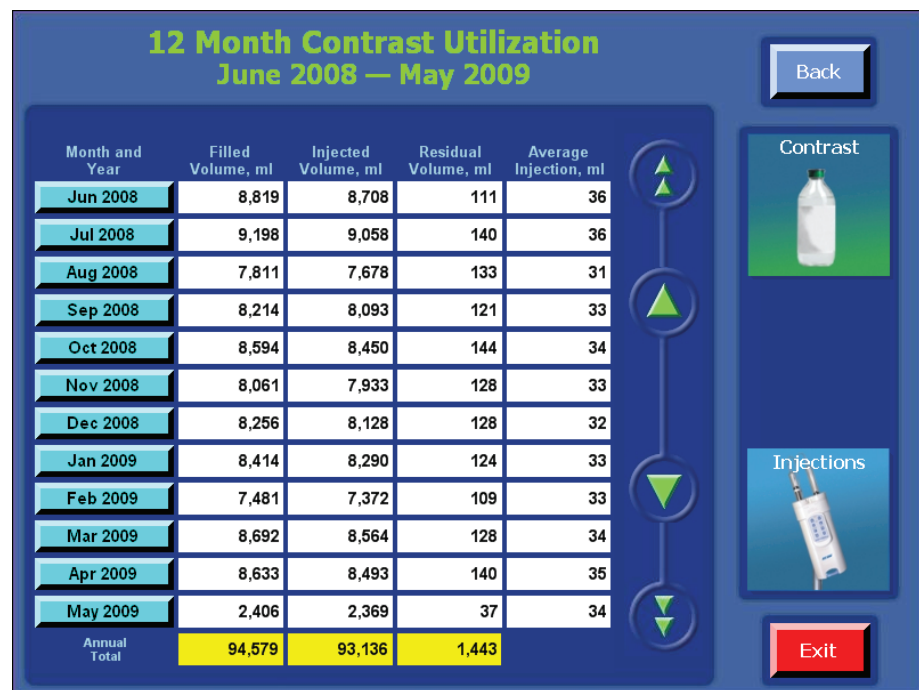 12 Month Contrast Utilization
June 2008 — May 2009
Back
Month and Year Filled Volume, ml Injected Volume, ml Residual Volume, ml Average Injection, ml
Jun 2008 8,819 8,708 111 36
Jul 2008 9,198 9,058 140 36
Aug 2008 7,811 7,678 133 31
Sep 2008 8,214 8,093 121 33
Oct 2008 8,594 8,450 144 34
Nov 2008 8,061 7,933 128 33
Dec 2008 8,256 8,128 128 32
Jan 2009 8,414 8,290 124 33
Feb 2009 7,481 7,372 109 33
Mar 2009 8,692 8,564 128 34
Apr 2009 8,633 8,493 140 35
May 2009 2,406 2,369 37 34
Annual Total 94,579 93,136 1,443
Contrast
Injections
Exit